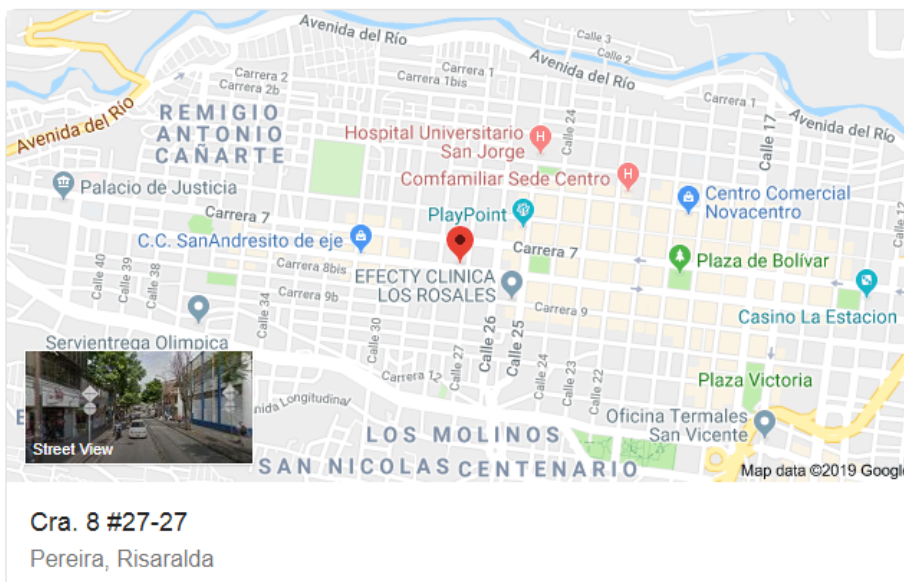 Avenida del Río
Calle 3
Calle 2
Avenida del Río
Carrera 2
Carrera 2b
Carrera 1
Carrera 1bis
Carrera 1
Avenida del Río
Avenida del Río
REMIGIO
ANTONIO
CAÑARTE
Hospital Universitario
San Jorge
Calle 24
Calle 17
Comfamiliar Sede Centro
Palacio de Justicia
PlayPoint
Centro Comercial
Novacentro
Calle 12
Carrera 7
C.C. SanAndresito de eje
Carrera 7
Plaza de Bolívar
Calle 40
Calle 39
Calle 38
Carrera 8bis
EFECTY CLINICA
LOS ROSALES
Carrera 9b
Carrera 9
Calle 34
Casino La Estacion
Servientrega Olimpica
Calle 30
Calle 27
Calle 26
Calle 25
Calle 24
Calle 23
Calle 22
Carrera 12
Plaza Victoria
Street View
Oficina Termales
San Vicente
LOS MOLINOS
SAN NICOLAS
CENTENARIO
Map data ©2019 Google
Cra. 8 #27-27
Pereira, Risaralda